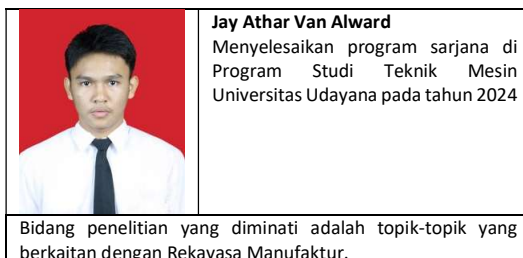 Jay Athar Van Alward
Menyelesaikan program sarjana di
Program Studi Teknik Mesin
Universitas Udayana pada tahun 2024
Bidang penelitian yang diminati adalah topik-topik yang
berkaitan dengan Rekayasa Manufaktur.